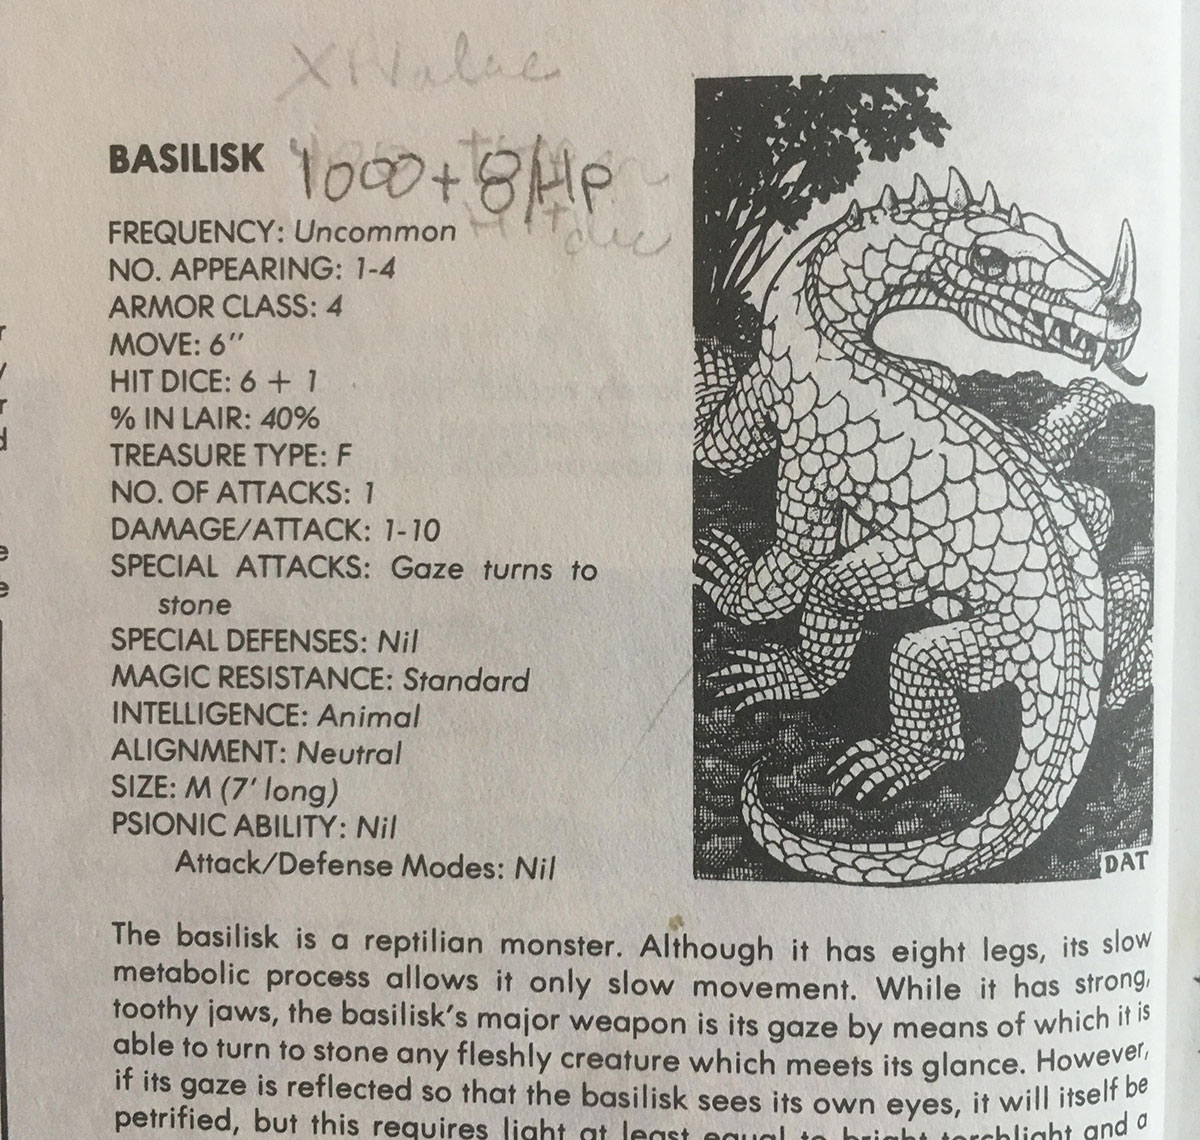 BASILISK 1000 + 8/HP
FREQUENCY: Uncommon
NO. APPEARING: 1-4
ARMOR CLASS: 4
MOVE: 6"
HIT DICE: 6 + 1
% IN LAIR: 40%
TREASURE TYPE: F
NO. OF ATTACKS: 1
DAMAGE/ATTACK: 1-10
SPECIAL ATTACKS: Gaze turns to
stone
SPECIAL DEFENSES: Nil
MAGIC RESISTANCE: Standard
INTELLIGENCE: Animal
ALIGNMENT: Neutral
SIZE: M (7' long)
PSIONIC ABILITY: Nil
Attack/Defense Modes: Nil
DAT
The basilisk is a reptilian monster. Although it has eight legs, its slow
metabolic process allows it only slow movement. While it has strong,
toothy jaws, the basilisk's major weapon is its gaze by means of which it is
able to turn to stone any fleshly creature which meets its glance. However,
if its gaze is reflected so that the basilisk sees its own eyes, it will itself be
petrified, but this requires light at least equal to bright torchlight and a